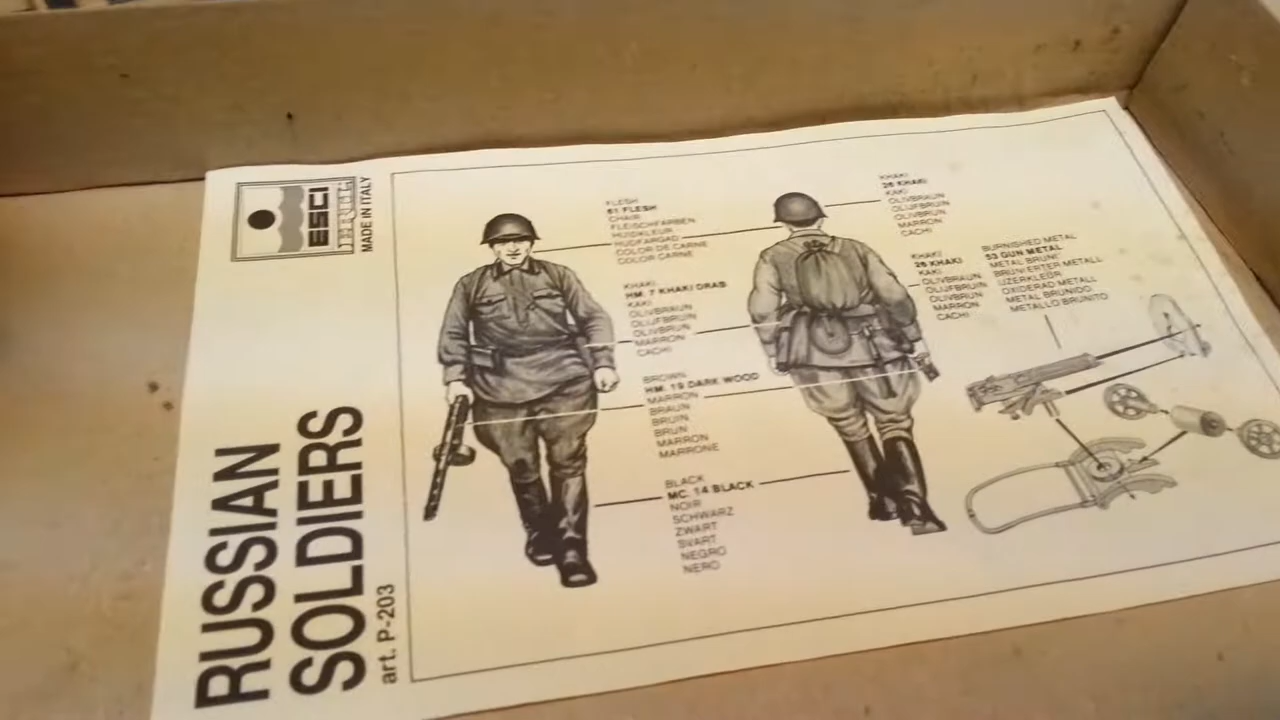 RUSSIAN
SOLDIERS
art. P-203
ESCI
MADE IN ITALY
FLESH
61 FLESH
CHAIR
FLEISCHFARBEN
HUIDKLEUR
HUDFARGAD
COLOR DE CARNE
COLOR CARNE
KHAKI
HM. 7 KHAKI DRAB
KAKI
OLIVBRAUN
OLIJFBRUIN
OLIVBRUN
MARRON
CACHI
BROWN
HM. 19 DARK WOOD
MARRON
BRAUN
BRUIN
BRUN
MARRON
MARRONE
BLACK
MC. 14 BLACK
NOIR
SCHWARZ
ZWART
SVART
NEGRO
NERO
KHAKI
26 KHAKI
KAKI
OLIVBRAUN
OLIJFBRUIN
OLIVBRUN
MARRON
CACHI
KHAKI
26 KHAKI
KAKI
OLIVBRAUN
OLIJFBRUIN
OLIVBRUN
MARRON
CACHI
BURNISHED METAL
53 GUN METAL
METAL BRUNI
BRUNIERTER METALL
IJZERKLEUR
OXIDERAD METALL
METAL BRUNIDO
METALLO BRUNITO